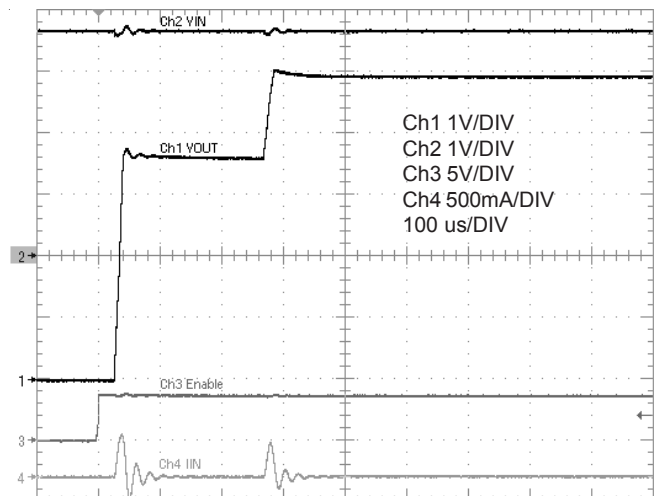 Ch2 VIN
Ch1 VOUT
Ch1 1V/DIV
Ch2 1V/DIV
Ch3 5V/DIV
Ch4 500mA/DIV
100 us/DIV
2
1
Ch3 Enable
3
Ch4 IIN
4